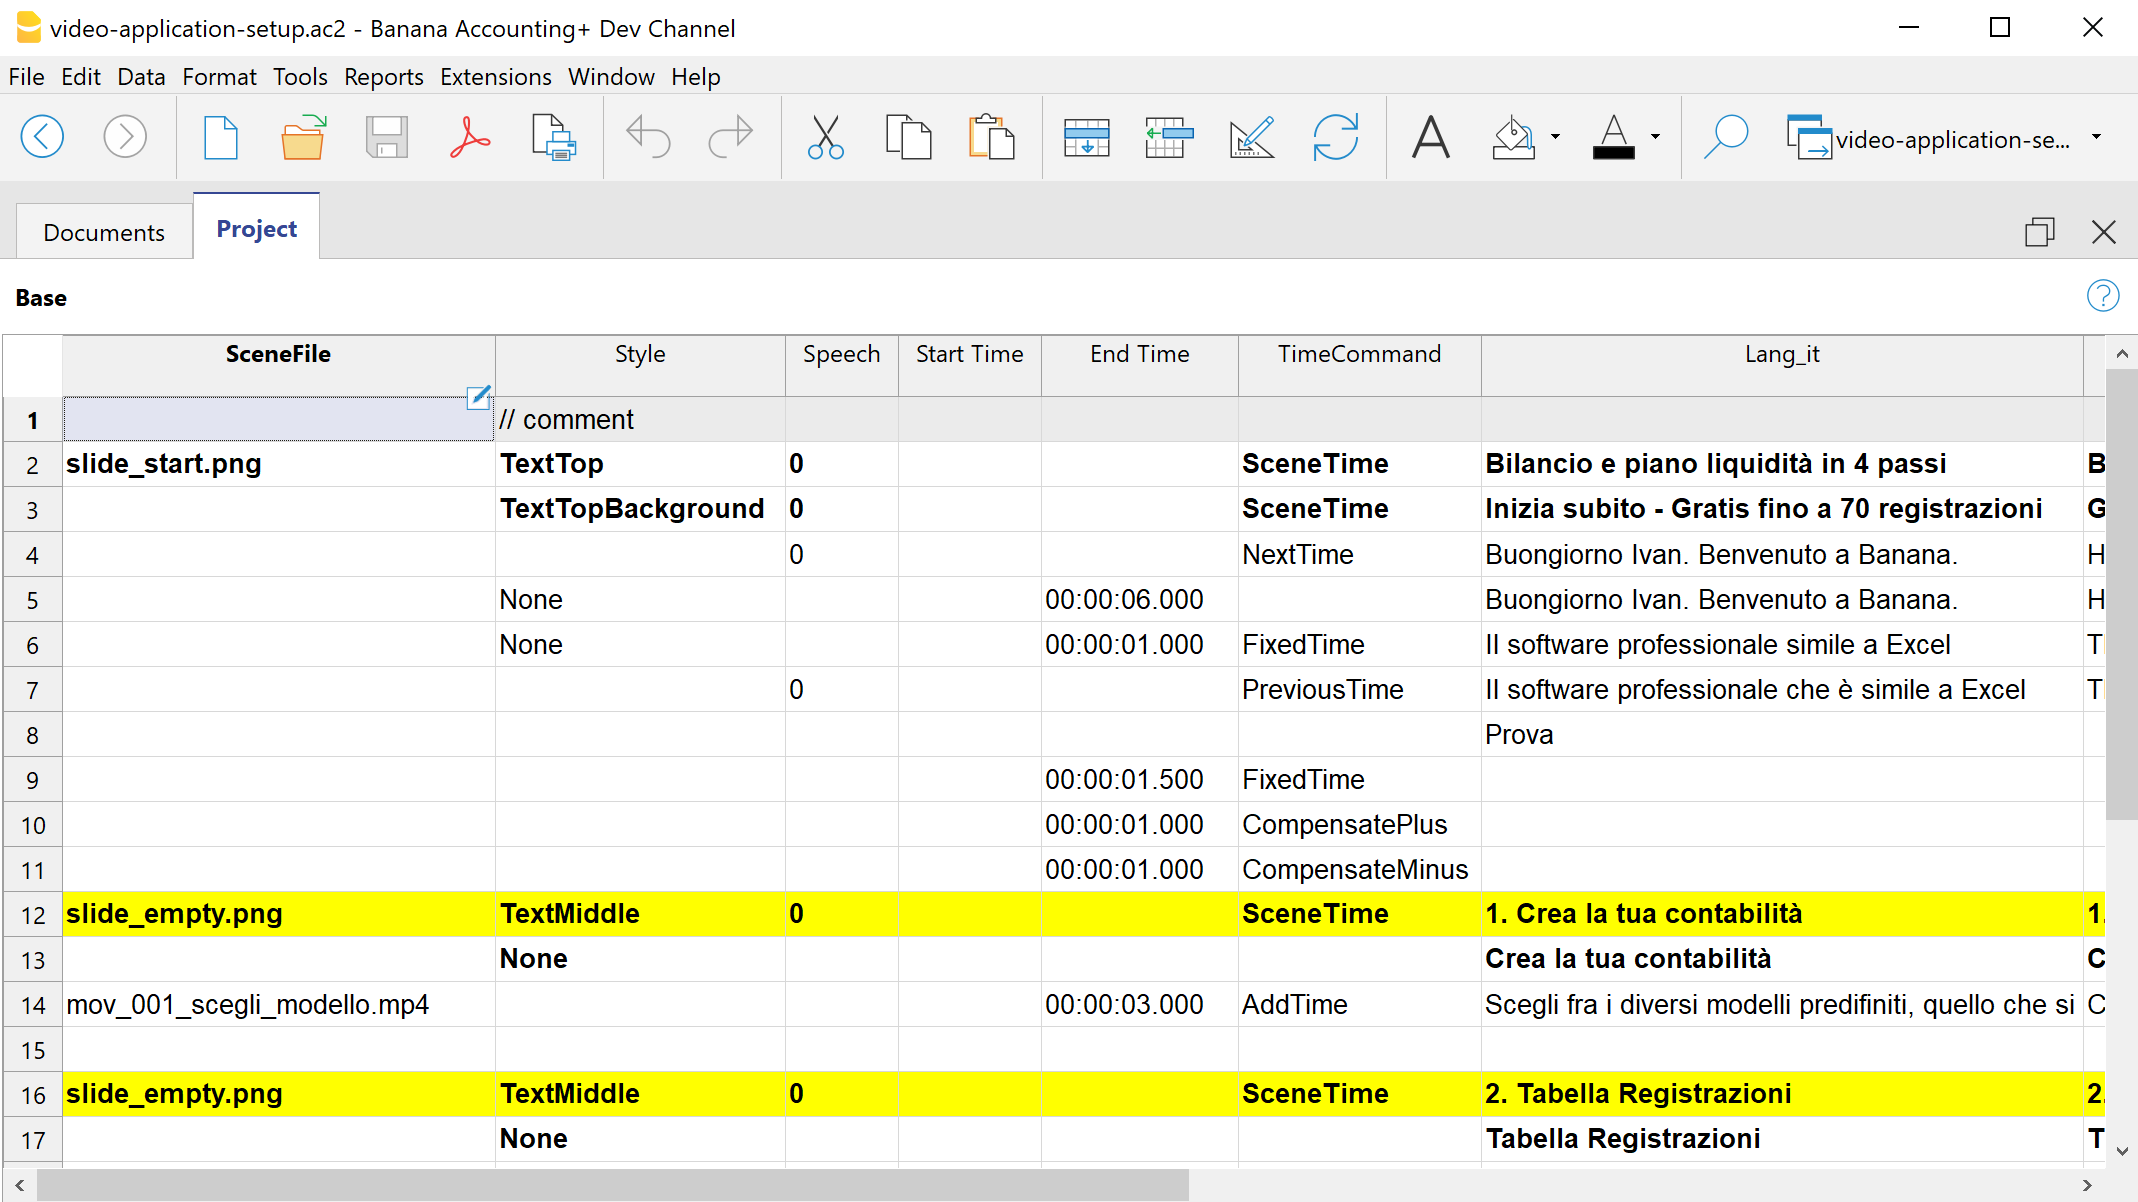 video-application-setup.ac2 - Banana Accounting+ Dev Channel
File Edit Data Format Tools Reports Extensions Window Help
video-application-se...
Documents Project
Base
SceneFile Style Speech Start Time End Time TimeCommand Lang_it
1 // comment
2 slide_start.png TextTop 0 SceneTime Bilancio e piano liquidità in 4 passi B
3 TextTopBackground 0 SceneTime Inizia subito - Gratis fino a 70 registrazioni G
4 0 NextTime Buongiorno Ivan. Benvenuto a Banana. H
5 None 00:00:06.000 Buongiorno Ivan. Benvenuto a Banana. H
6 None 00:00:01.000 FixedTime Il software professionale simile a Excel T
7 0 PreviousTime Il software professionale che è simile a Excel T
8 Prova
9 00:00:01.500 FixedTime
10 00:00:01.000 CompensatePlus
11 00:00:01.000 CompensateMinus
12 slide_empty.png TextMiddle 0 SceneTime 1. Crea la tua contabilità 1.
13 None Crea la tua contabilità C
14 mov_001_scegli_modello.mp4 00:00:03.000 AddTime Scegli fra i diversi modelli predifiniti, quello che si C
15
16 slide_empty.png TextMiddle 0 SceneTime 2. Tabella Registrazioni 2.
17 None Tabella Registrazioni T